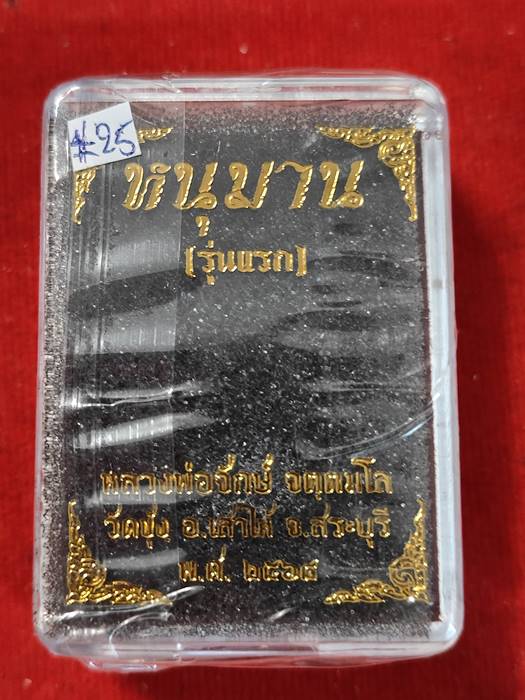 #25
หนุมาน
(รุ่นแรก)
หลวงพ่อจักษ์ จตฺตมโล
วัดชุ้ง อ.เสาไห้ จ.สระบุรี
พ.ศ. ๒๕๖๕